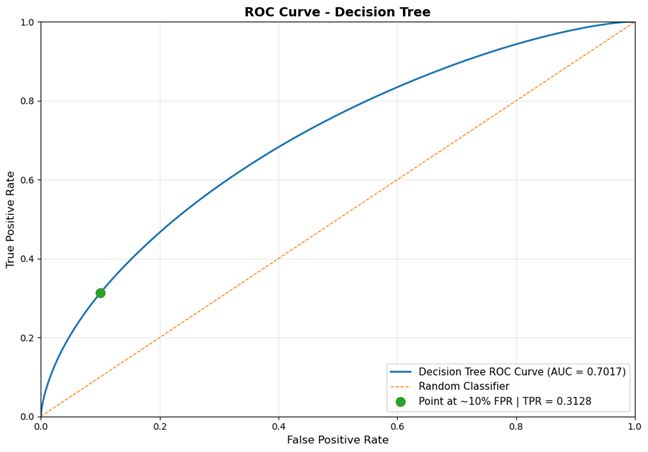 ROC Curve - Decision Tree
1.0
0.8
0.6
0.4
0.2
0.0
True Positive Rate
Decision Tree ROC Curve (AUC = 0.7017)
Random Classifier
Point at ~10% FPR | TPR = 0.3128
0.0 0.2 0.4 0.6 0.8 1.0
False Positive Rate